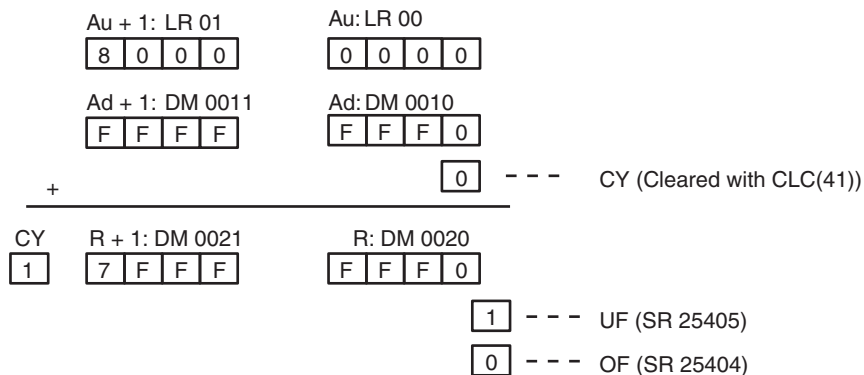 Au + 1: LR 01 Au: LR 00
8 0 0 0 0 0 0 0
Ad + 1: DM 0011 Ad: DM 0010
F F F F F F F 0
0 – – – CY (Cleared with CLC(41))
+
CY R + 1: DM 0021 R: DM 0020
1 7 F F F F F F 0
1 – – – UF (SR 25405)
0 – – – OF (SR 25404)